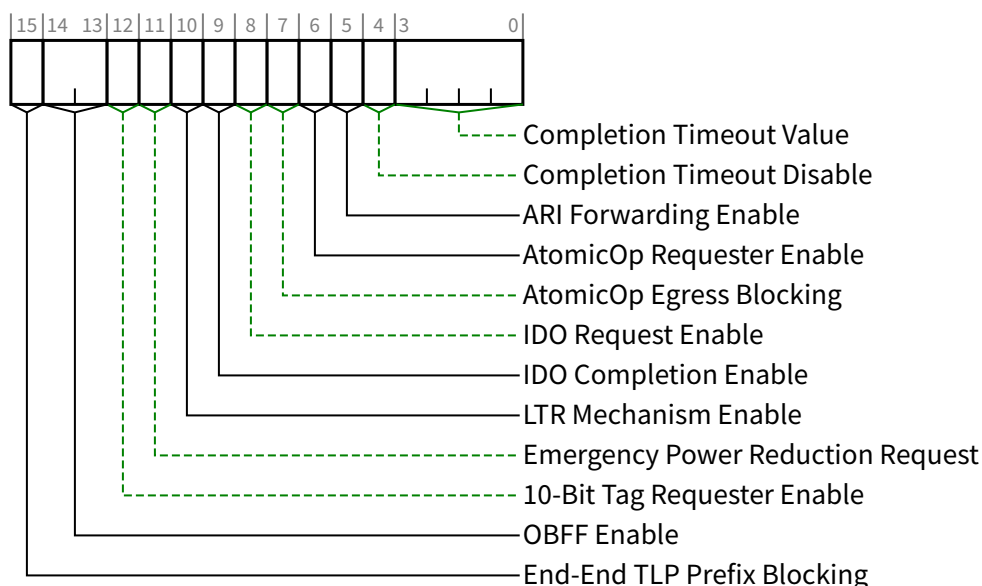 15 14 13 12 11 10 9 8 7 6 5 4 3 0
Completion Timeout Value
Completion Timeout Disable
ARI Forwarding Enable
AtomicOp Requester Enable
AtomicOp Egress Blocking
IDO Request Enable
IDO Completion Enable
LTR Mechanism Enable
Emergency Power Reduction Request
10-Bit Tag Requester Enable
OBFF Enable
End-End TLP Prefix Blocking